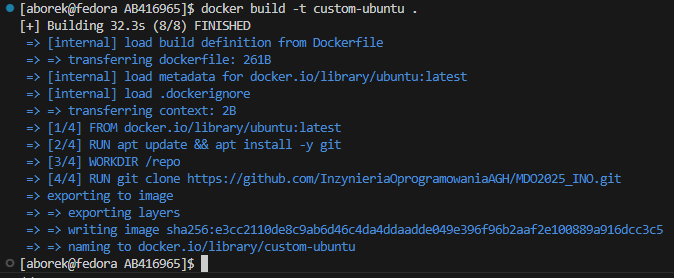 [aborek@fedora AB416965]$ docker build -t custom-ubuntu .
[+] Building 32.3s (8/8) FINISHED
=> [internal] load build definition from Dockerfile
=> => transferring dockerfile: 261B
=> [internal] load metadata for docker.io/library/ubuntu:latest
=> [internal] load .dockerignore
=> => transferring context: 2B
=> [1/4] FROM docker.io/library/ubuntu:latest
=> [2/4] RUN apt update && apt install -y git
=> [3/4] WORKDIR /repo
=> [4/4] RUN git clone https://github.com/InzynieriaOprogramowaniaAGH/MDO2025_INO.git
=> exporting to image
=> => exporting layers
=> => writing image sha256:e3cc2110de8c9ab6d46c4da4ddaadde049e396f96b2aaf2e100889a916dcc3c5
=> => naming to docker.io/library/custom-ubuntu
[aborek@fedora AB416965]$